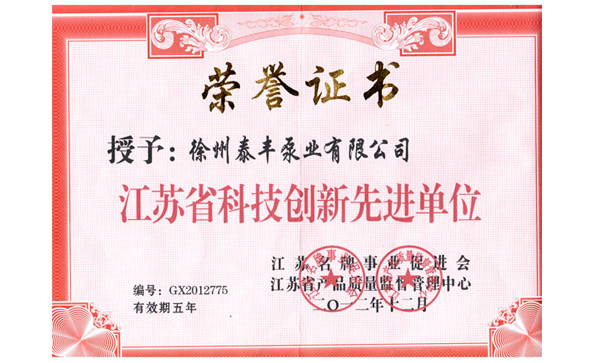 荣誉证书
授予：徐州泰丰泵业有限公司
江苏省科技创新先进单位
江苏名牌事业促进会
江苏省产品质量监督管理中心
二〇一二年十二月
编号：GX2012775
有效期五年